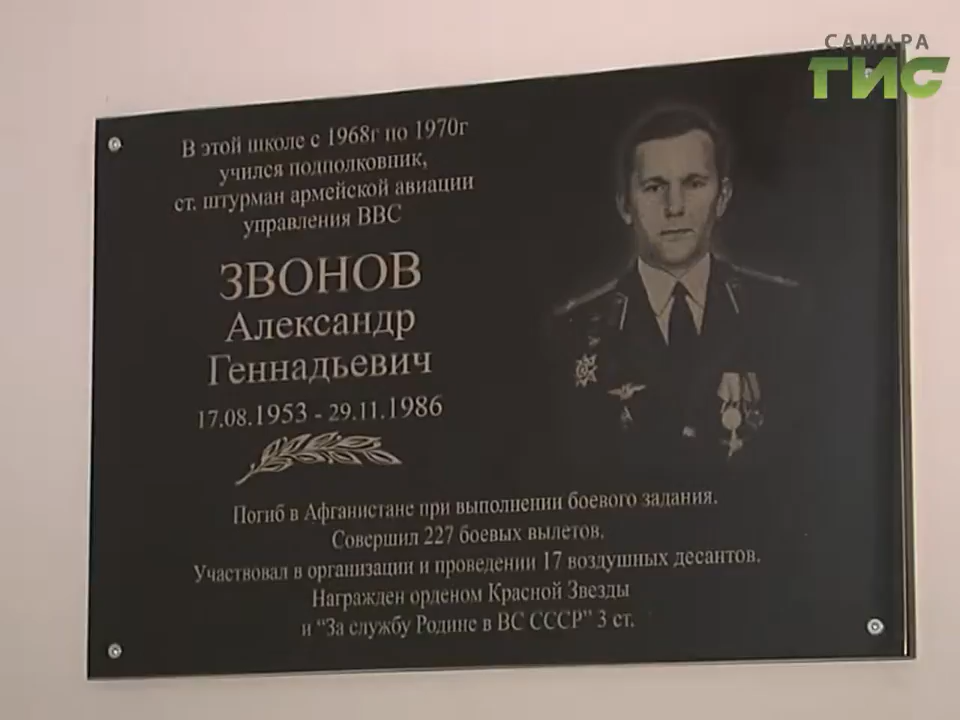 САМАРА
ГИС
В этой школе с 1968г по 1970г
учился подполковник,
ст. штурман армейской авиации
управления ВВС
ЗВОНОВ
Александр
Геннадьевич
17.08.1953 - 29.11.1986
Погиб в Афганистане при выполнении боевого задания.
Совершил 227 боевых вылетов.
Участвовал в организации и проведении 17 воздушных десантов.
Награжден орденом Красной Звезды
и "За службу Родине в ВС СССР" 3 ст.